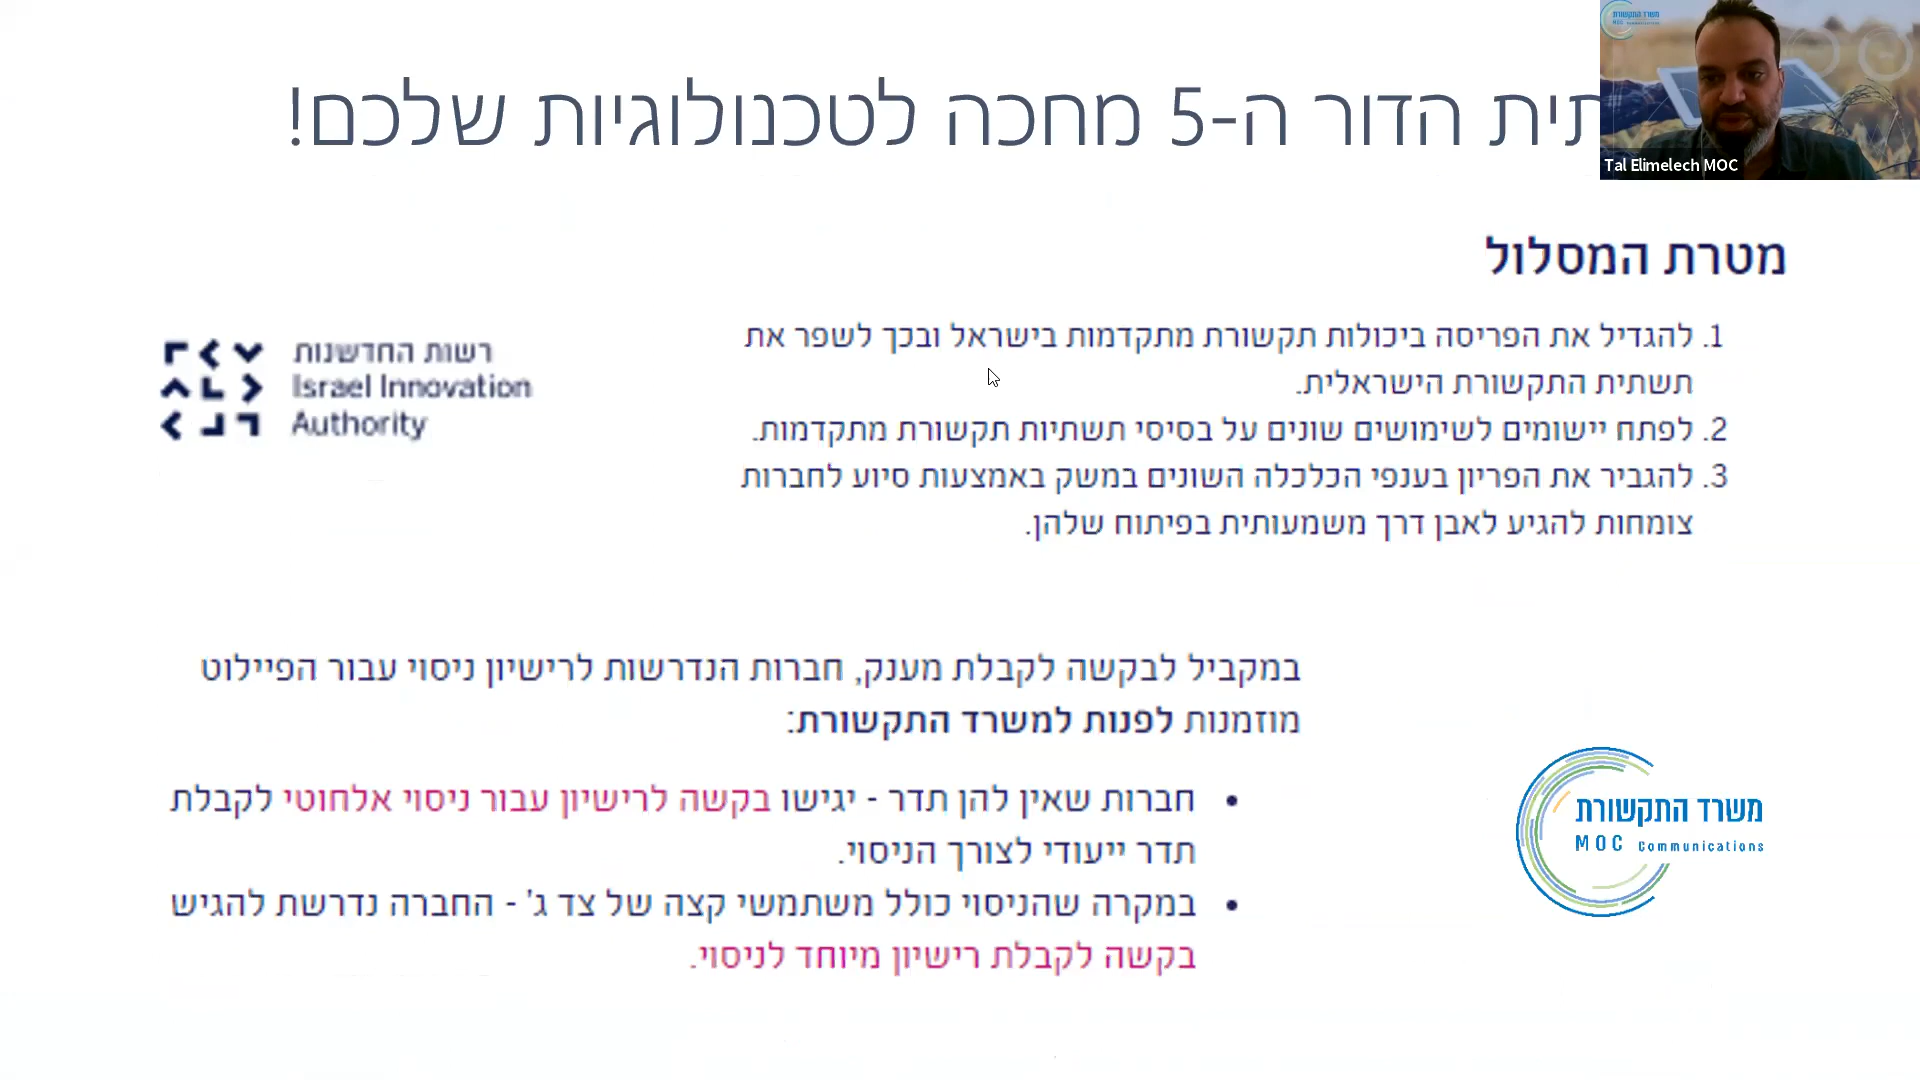 הדור ה-5 מחכה לטכנולוגיות שלכם!
משרד התקשורת
Tal Elimelech MOC
מטרת המסלול
1. להגדיל את הפריסה ביכולות תקשורת מתקדמות בישראל ובכך לשפר את
תשתית התקשורת הישראלית.
2. לפתח יישומים לשימושים שונים על בסיסי תשתיות תקשורת מתקדמות.
3. להגביר את הפריון בענפי הכלכלה השונים במשק באמצעות סיוע לחברות
צומחות להגיע לאבן דרך משמעותית בפיתוח שלהן.
רשות החדשנות
Israel Innovation
Authority
במקביל לבקשה לקבלת מענק, חברות הנדרשות לרישיון ניסוי עבור הפיילוט
מוזמנות לפנות למשרד התקשורת:
• חברות שאין להן תדר - יגישו בקשה לרישיון עבור ניסוי אלחוטי לקבלת
תדר ייעודי לצורך הניסוי.
• במקרה שהניסוי כולל משתמשי קצה של צד ג' - החברה נדרשת להגיש
בקשה לקבלת רישיון מיוחד לניסוי.
משרד התקשורת
MOC Communications